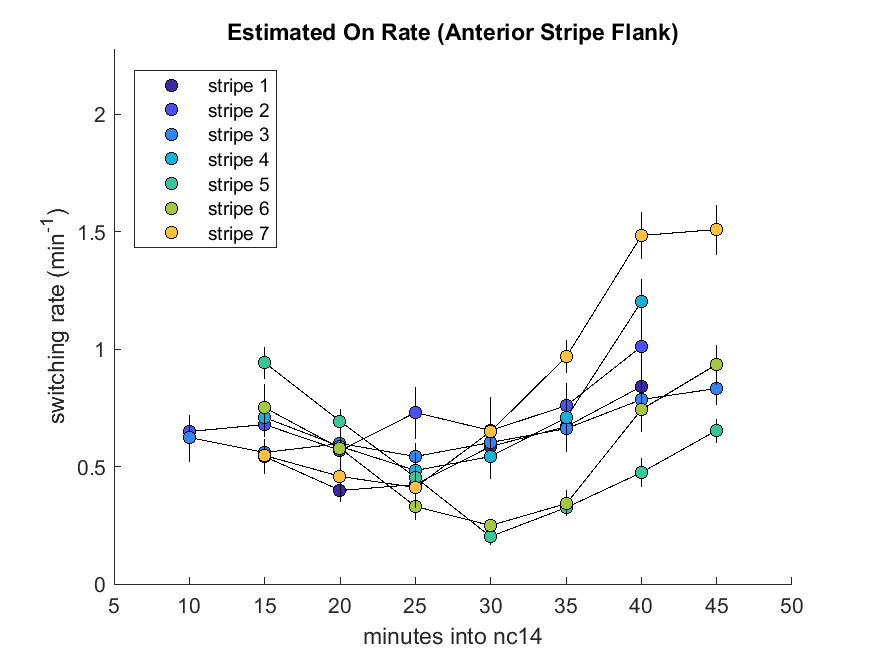 Estimated On Rate (Anterior Stripe Flank)
stripe 1
stripe 2
stripe 3
stripe 4
stripe 5
stripe 6
stripe 7
switching rate (min⁻¹)
2
1.5
1
0.5
0
5 10 15 20 25 30 35 40 45 50
minutes into nc14